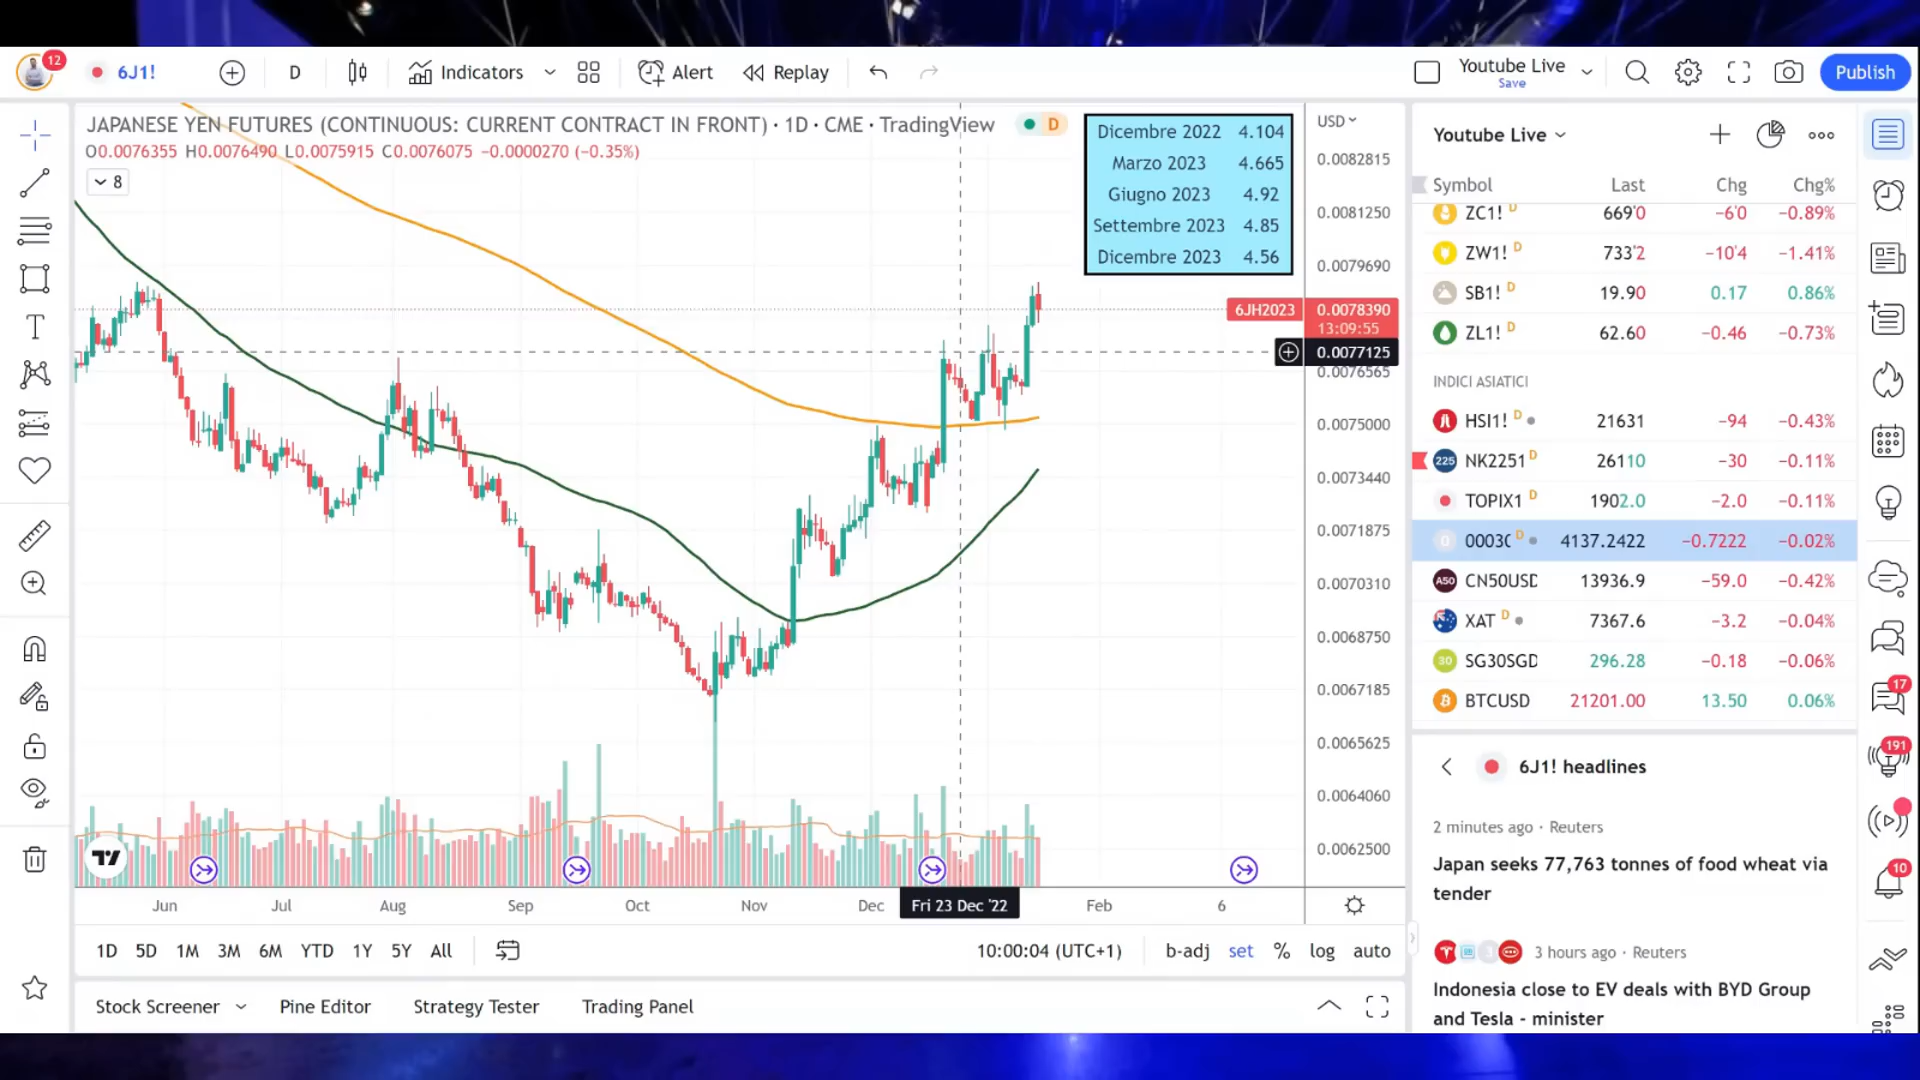 12
6J1!
D
Indicators
Alert
Replay
Youtube Live
Save
Publish
JAPANESE YEN FUTURES (CONTINUOUS: CURRENT CONTRACT IN FRONT) · 1D · CME · TradingView
D
O0.0076355 H0.0076490 L0.0075915 C0.0076075 −0.0000270 (−0.35%)
8
Dicembre 2022 4.104
Marzo 2023 4.665
Giugno 2023 4.92
Settembre 2023 4.85
Dicembre 2023 4.56
USD
0.0082815
0.0081250
0.0079690
6JH2023 0.0078390
13:09:55
0.0077125
0.0076565
0.0075000
0.0073440
0.0071875
0.0070310
0.0068750
0.0067185
0.0065625
0.0064060
0.0062500
Jun Jul Aug Sep Oct Nov Dec Fri 23 Dec '22 Feb 6
1D 5D 1M 3M 6M YTD 1Y 5Y All
10:00:04 (UTC+1) b-adj set % log auto
Stock Screener Pine Editor Strategy Tester Trading Panel
Youtube Live
Symbol Last Chg Chg%
ZC1! D 669'0 −6'0 −0.89%
ZW1! D 733'2 −10'4 −1.41%
SB1! D 19.90 0.17 0.86%
ZL1! D 62.60 −0.46 −0.73%
INDICI ASIATICI
HSI1! D 21631 −94 −0.43%
225 NK2251 D 26110 −30 −0.11%
TOPIX1 D 1902.0 −2.0 −0.11%
0 0003C D 4137.2422 −0.7222 −0.02%
A50 CN50USD 13936.9 −59.0 −0.42%
XAT D 7367.6 −3.2 −0.04%
30 SG30SGD 296.28 −0.18 −0.06%
BTCUSD 21201.00 13.50 0.06%
6J1! headlines
2 minutes ago · Reuters
Japan seeks 77,763 tonnes of food wheat via
tender
3 hours ago · Reuters
Indonesia close to EV deals with BYD Group
and Tesla - minister
17
191
10